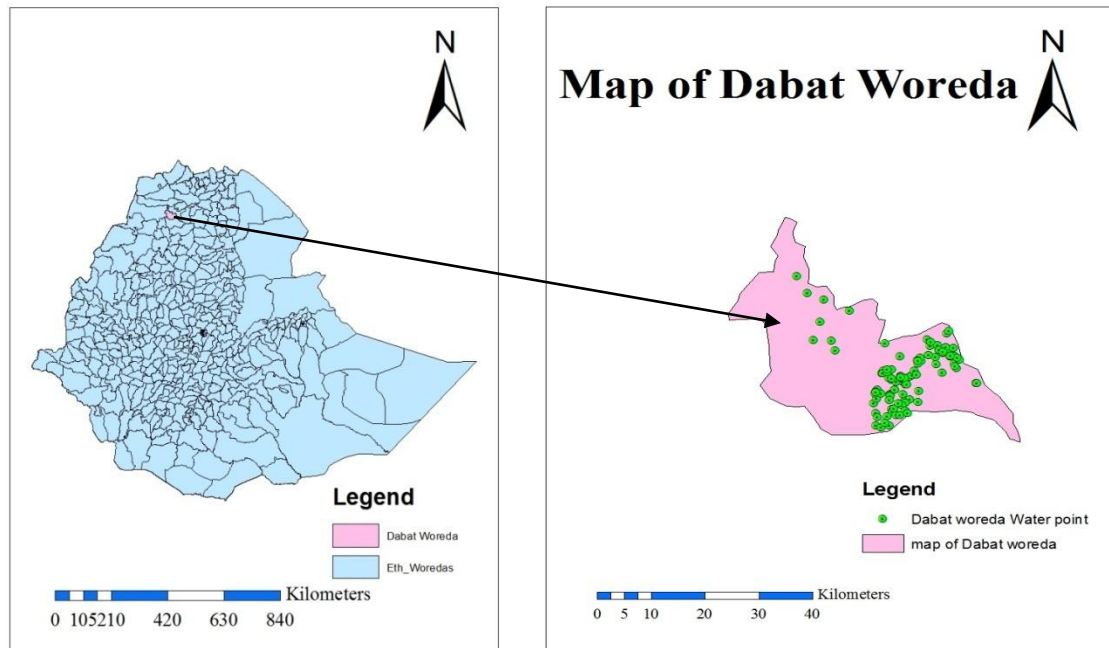 N
Legend
Dabat Woreda
Eth_Woredas
Kilometers
0 105210 420 630 840
N
Map of Dabat Woreda
Legend
Dabat woreda Water point
map of Dabat woreda
Kilometers
0 5 10 20 30 40